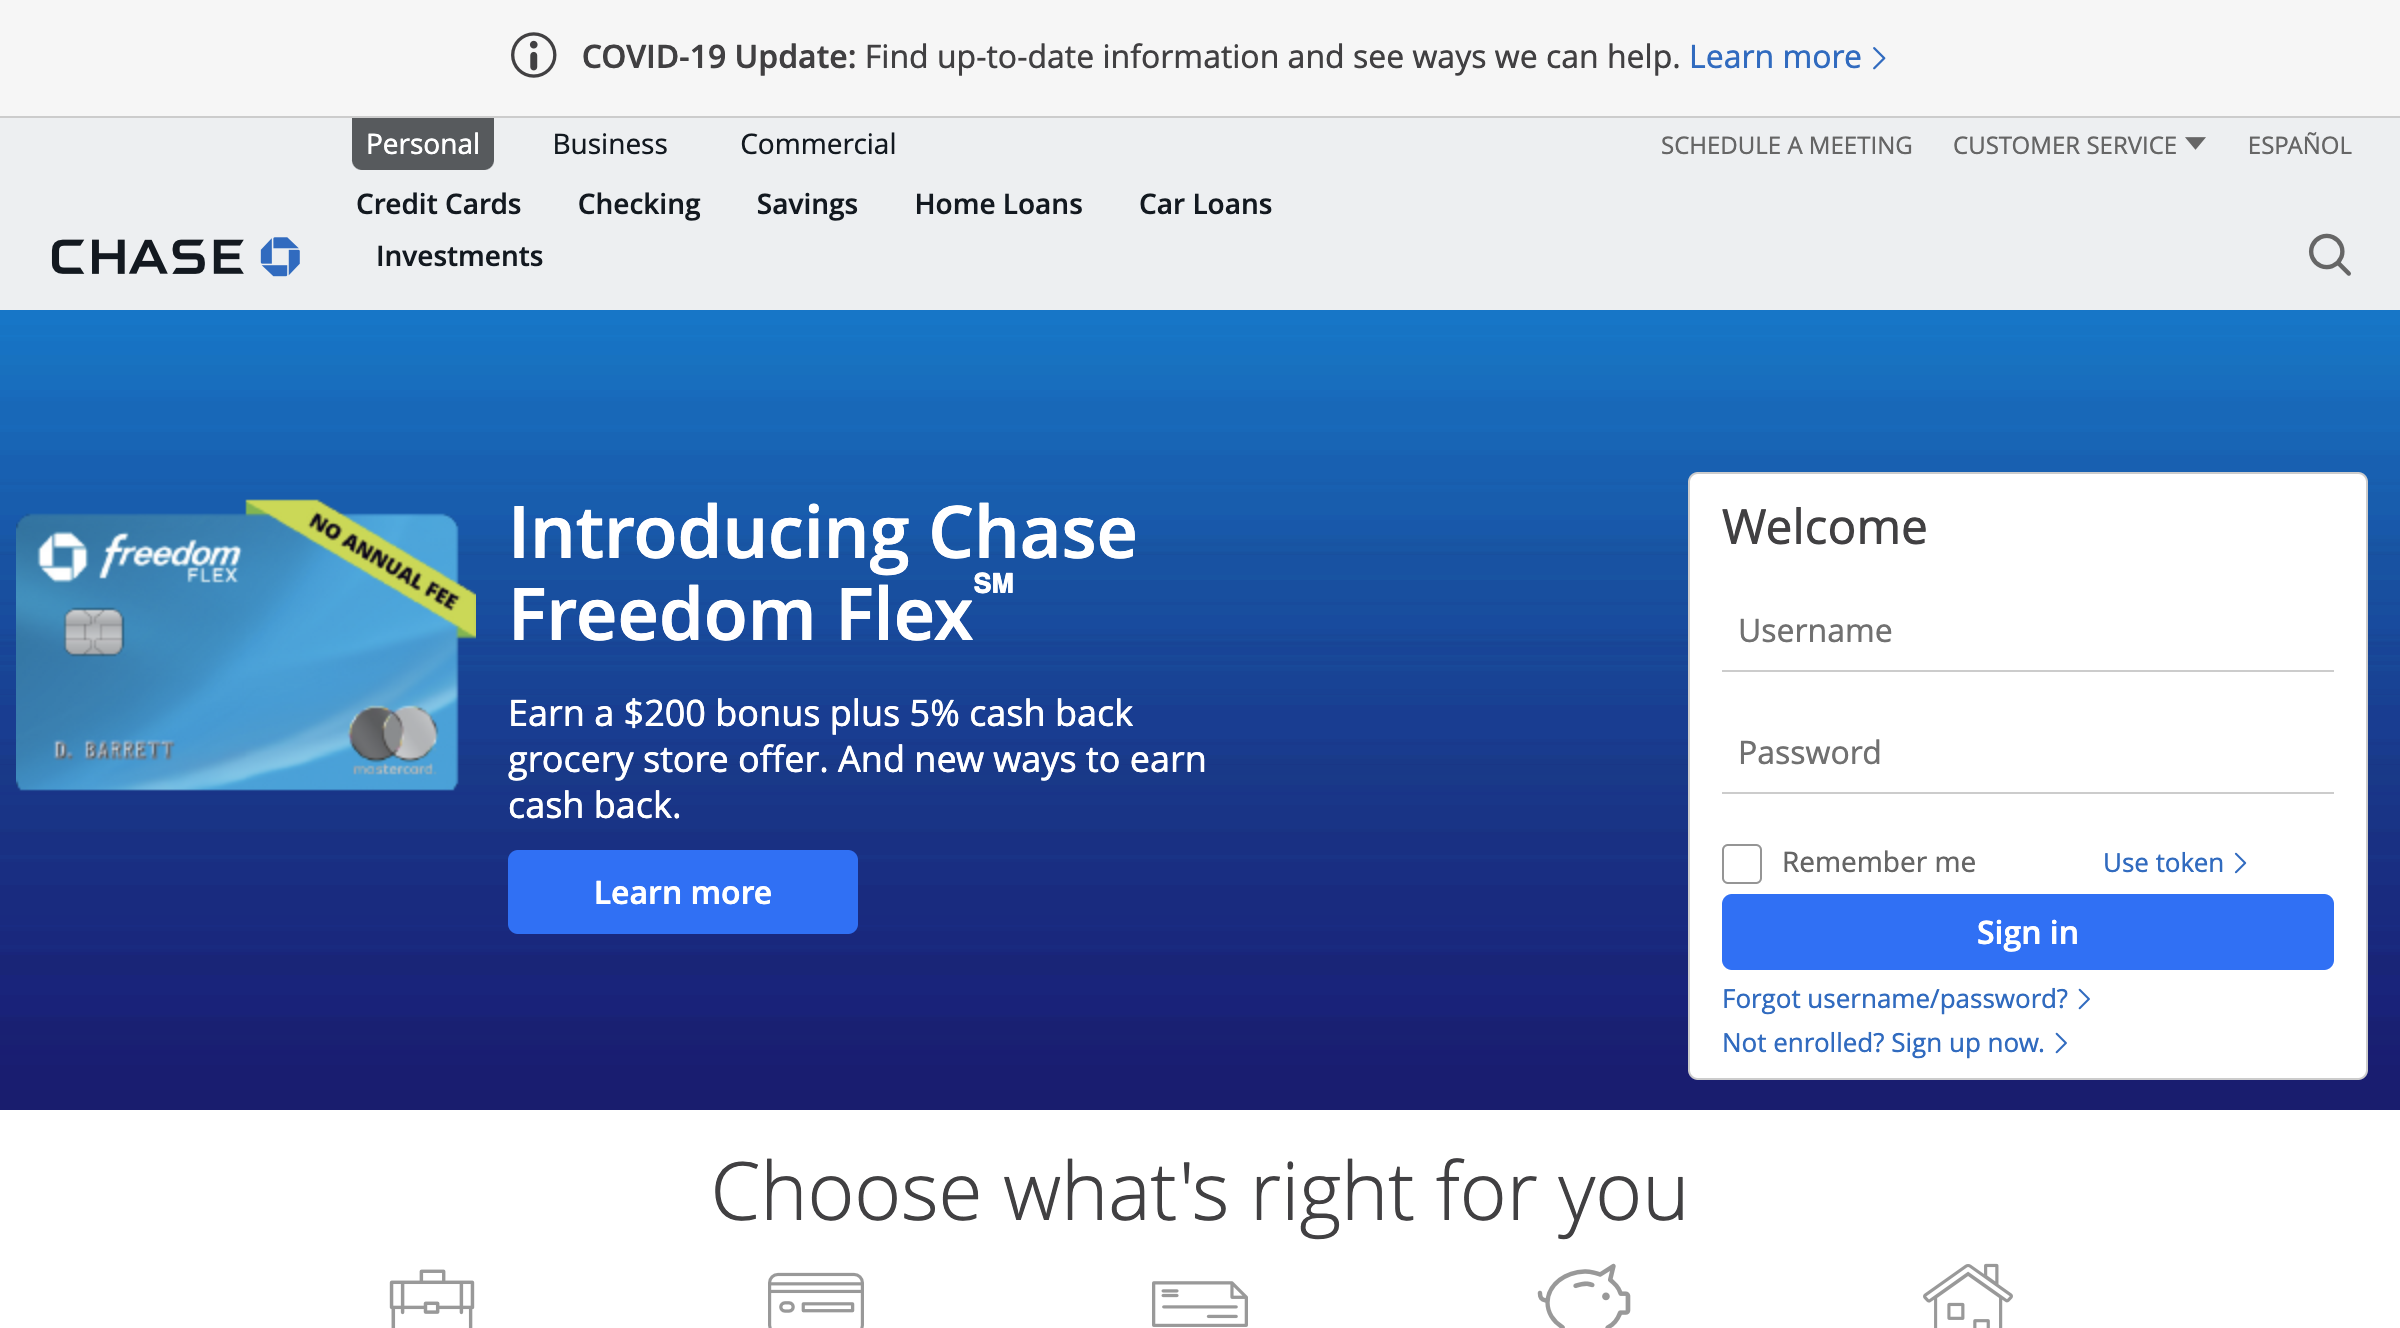 COVID-19 Update: Find up-to-date information and see ways we can help. Learn more
Personal Business Commercial
SCHEDULE A MEETING CUSTOMER SERVICE ESPAÑOL
Credit Cards Checking Savings Home Loans Car Loans
CHASE Investments
NO ANNUAL FEE
freedom
FLEX
D. BARRETT
mastercard.
Introducing Chase
Freedom Flex℠
Earn a $200 bonus plus 5% cash back
grocery store offer. And new ways to earn
cash back.
Learn more
Welcome
Username
Password
Remember me Use token
Sign in
Forgot username/password?
Not enrolled? Sign up now.
Choose what's right for you